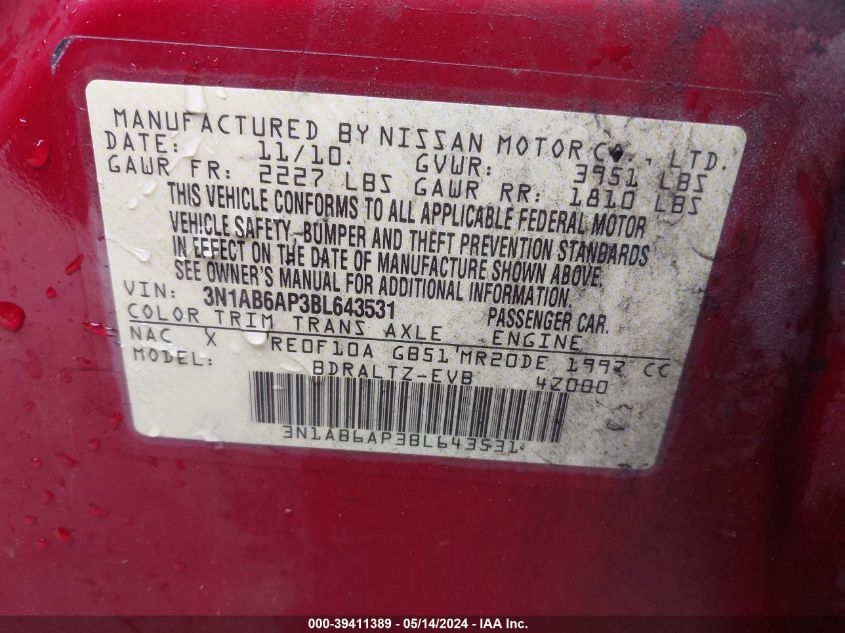 MANUFACTURED BY NISSAN MOTOR CO., LTD.
DATE: 11/10. GVWR: 3951 LBS
GAWR FR: 2227 LBS GAWR RR: 1810 LBS
THIS VEHICLE CONFORMS TO ALL APPLICABLE FEDERAL MOTOR
VEHICLE SAFETY, BUMPER AND THEFT PREVENTION STANDARDS
IN EFFECT ON THE DATE OF MANUFACTURE SHOWN ABOVE.
SEE OWNER'S MANUAL FOR ADDITIONAL INFORMATION.
VIN: 3N1AB6AP3BL643531 PASSENGER CAR.
COLOR TRIM TRANS AXLE ENGINE
NAC X RE0F10A GB51 MR20DE 1997 CC
MODEL: BDRALTZ-EVB 4Z000
3N1AB6AP3BL643531
000-39411389 - 05/14/2024 - IAA Inc.